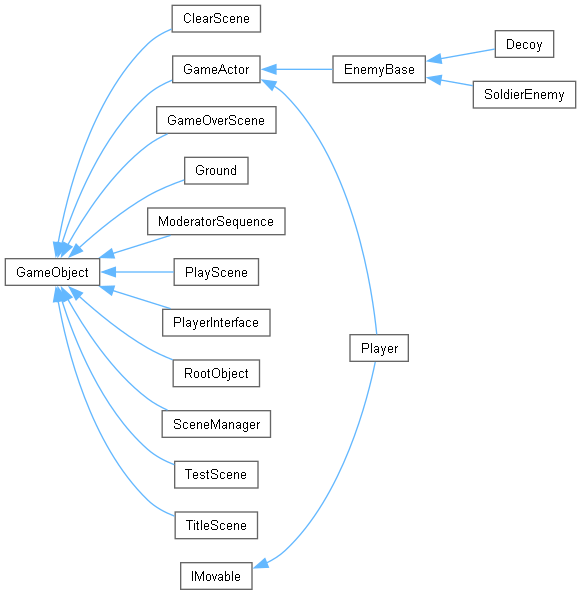 ClearScene
Decoy
GameActor
EnemyBase
SoldierEnemy
GameOverScene
Ground
ModeratorSequence
GameObject
PlayScene
PlayerInterface
Player
RootObject
SceneManager
TestScene
TitleScene
IMovable